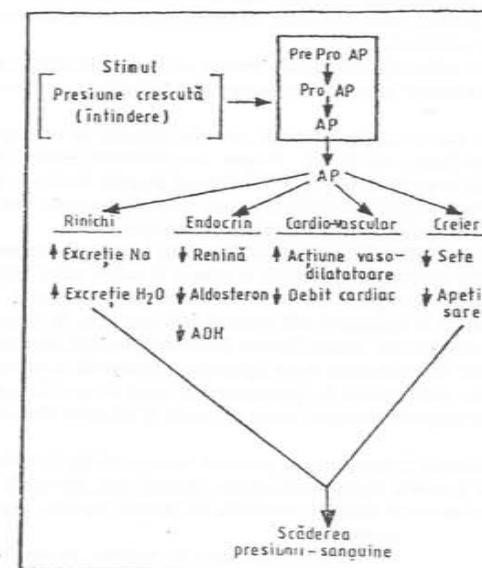 Stimul
Presiune crescută
(întindere)
Pre Pro AP
Pro AP
AP
AP
Rinichi
↑ Excreție Na
↑ Excreție H₂O
Endocrin
↓ Renină
↓ Aldosteron
↓ ADH
Cardio-vascular
↑ Acțiune vaso-
dilatatoare
↓ Debit cardiac
Creier
↓ Sete
↓ Apeti
sare
Scăderea
presiunii-sanguine